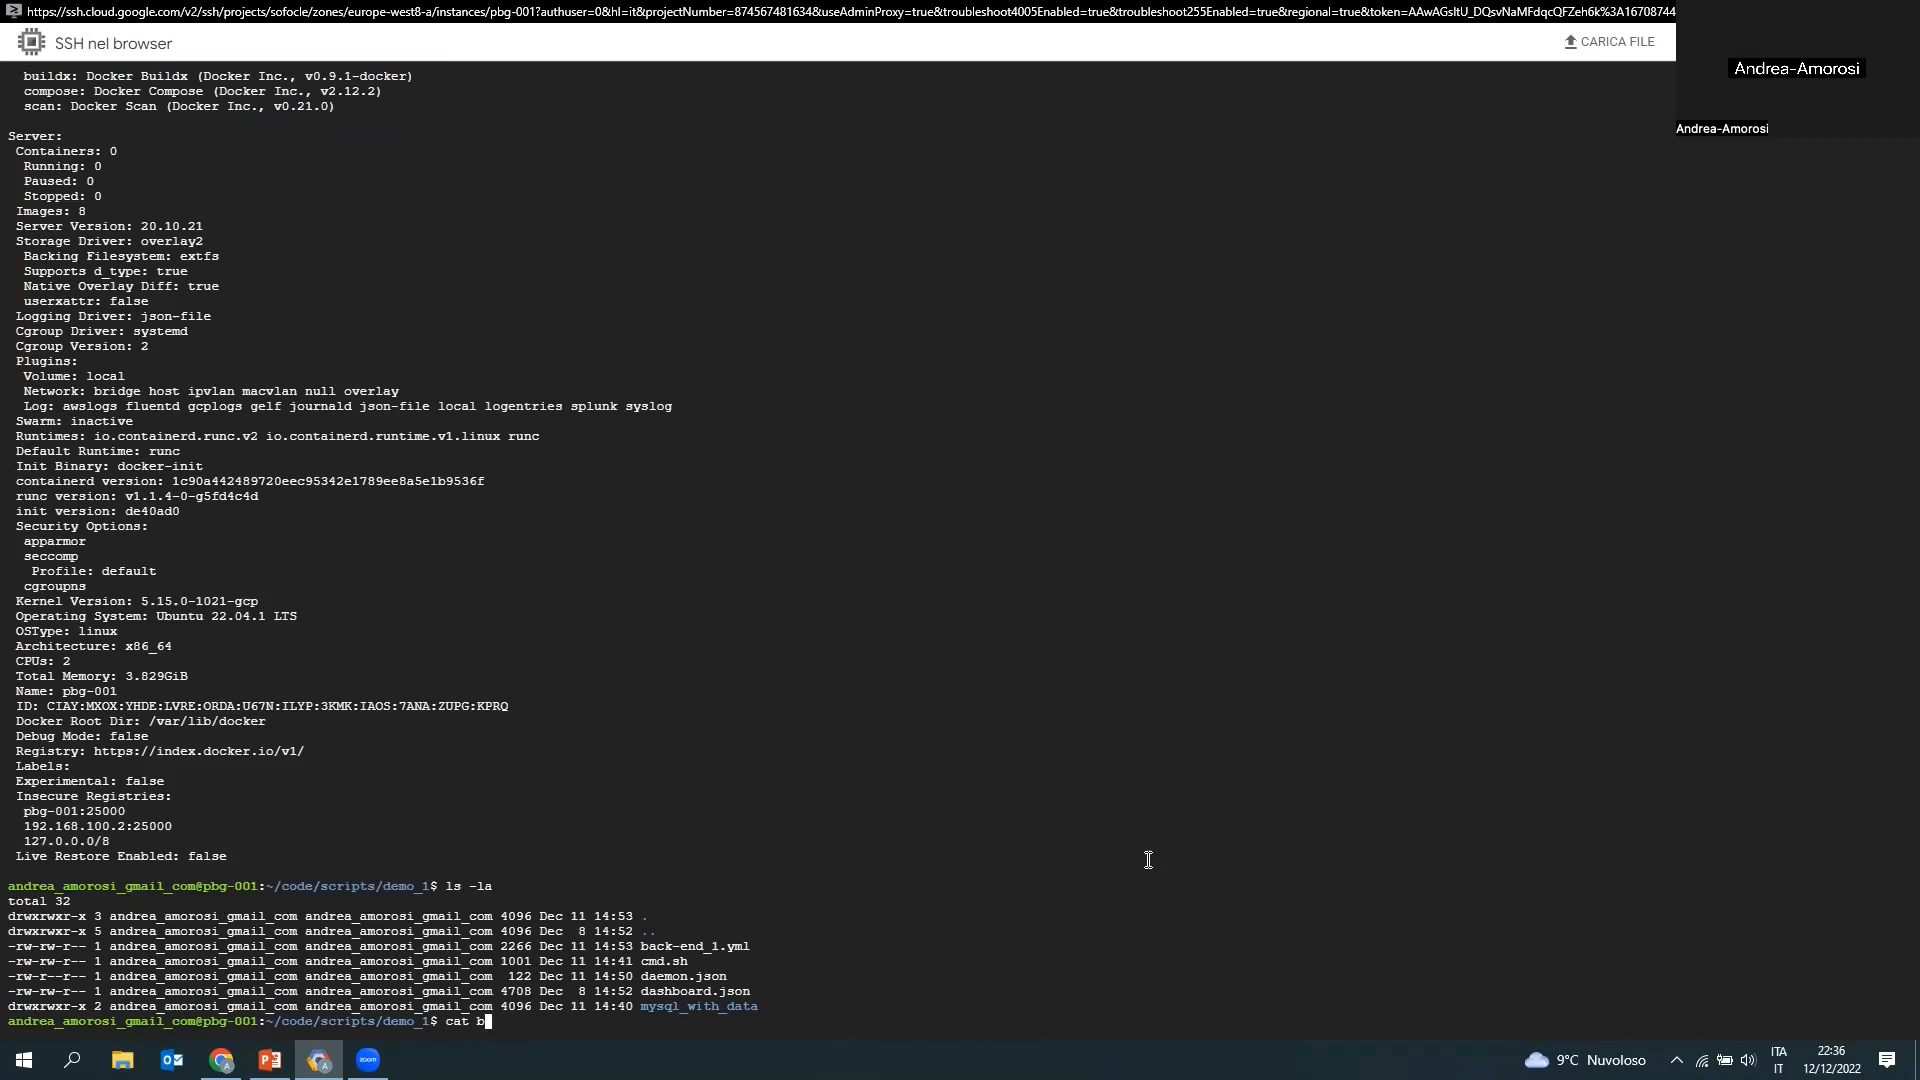 https://ssh.cloud.google.com/v2/ssh/projects/sofocle/zones/europe-west8-a/instances/pbg-001?authuser=0&hl=it&projectNumber=874567481634&useAdminProxy=true&troubleshoot4005Enabled=true&troubleshoot255Enabled=true&regional=true&token=AAwAGsItU_DQsvNaMFdqcQFZeh6k%3A16708744
SSH nel browser
CARICA FILE
Andrea-Amorosi
Andrea-Amorosi
buildx: Docker Buildx (Docker Inc., v0.9.1-docker)
compose: Docker Compose (Docker Inc., v2.12.2)
scan: Docker Scan (Docker Inc., v0.21.0)
Server:
Containers: 0
Running: 0
Paused: 0
Stopped: 0
Images: 8
Server Version: 20.10.21
Storage Driver: overlay2
Backing Filesystem: extfs
Supports d_type: true
Native Overlay Diff: true
userxattr: false
Logging Driver: json-file
Cgroup Driver: systemd
Cgroup Version: 2
Plugins:
Volume: local
Network: bridge host ipvlan macvlan null overlay
Log: awslogs fluentd gcplogs gelf journald json-file local logentries splunk syslog
Swarm: inactive
Runtimes: io.containerd.runc.v2 io.containerd.runtime.v1.linux runc
Default Runtime: runc
Init Binary: docker-init
containerd version: 1c90a442489720eec95342e1789ee8a5e1b9536f
runc version: v1.1.4-0-g5fd4c4d
init version: de40ad0
Security Options:
apparmor
seccomp
Profile: default
cgroupns
Kernel Version: 5.15.0-1021-gcp
Operating System: Ubuntu 22.04.1 LTS
OSType: linux
Architecture: x86_64
CPUs: 2
Total Memory: 3.829GiB
Name: pbg-001
ID: CIAY:MXOX:YHDE:LVRE:ORDA:U67N:ILYP:3KMK:IAOS:7ANA:ZUPG:KPRQ
Docker Root Dir: /var/lib/docker
Debug Mode: false
Registry: https://index.docker.io/v1/
Labels:
Experimental: false
Insecure Registries:
pbg-001:25000
192.168.100.2:25000
127.0.0.0/8
Live Restore Enabled: false
andrea_amorosi_gmail_com@pbg-001:~/code/scripts/demo_1$ ls -la
total 32
drwxrwxr-x 3 andrea_amorosi_gmail_com andrea_amorosi_gmail_com 4096 Dec 11 14:53 .
drwxrwxr-x 5 andrea_amorosi_gmail_com andrea_amorosi_gmail_com 4096 Dec  8 14:52 ..
-rw-rw-r-- 1 andrea_amorosi_gmail_com andrea_amorosi_gmail_com 2266 Dec 11 14:53 back-end_1.yml
-rw-rw-r-- 1 andrea_amorosi_gmail_com andrea_amorosi_gmail_com 1001 Dec 11 14:41 cmd.sh
-rw-r--r-- 1 andrea_amorosi_gmail_com andrea_amorosi_gmail_com  122 Dec 11 14:50 daemon.json
-rw-rw-r-- 1 andrea_amorosi_gmail_com andrea_amorosi_gmail_com 4708 Dec  8 14:52 dashboard.json
drwxrwxr-x 2 andrea_amorosi_gmail_com andrea_amorosi_gmail_com 4096 Dec 11 14:40 mysql_with_data
andrea_amorosi_gmail_com@pbg-001:~/code/scripts/demo_1$ cat b
zoom
9°C Nuvoloso
ITA
IT
22:36
12/12/2022